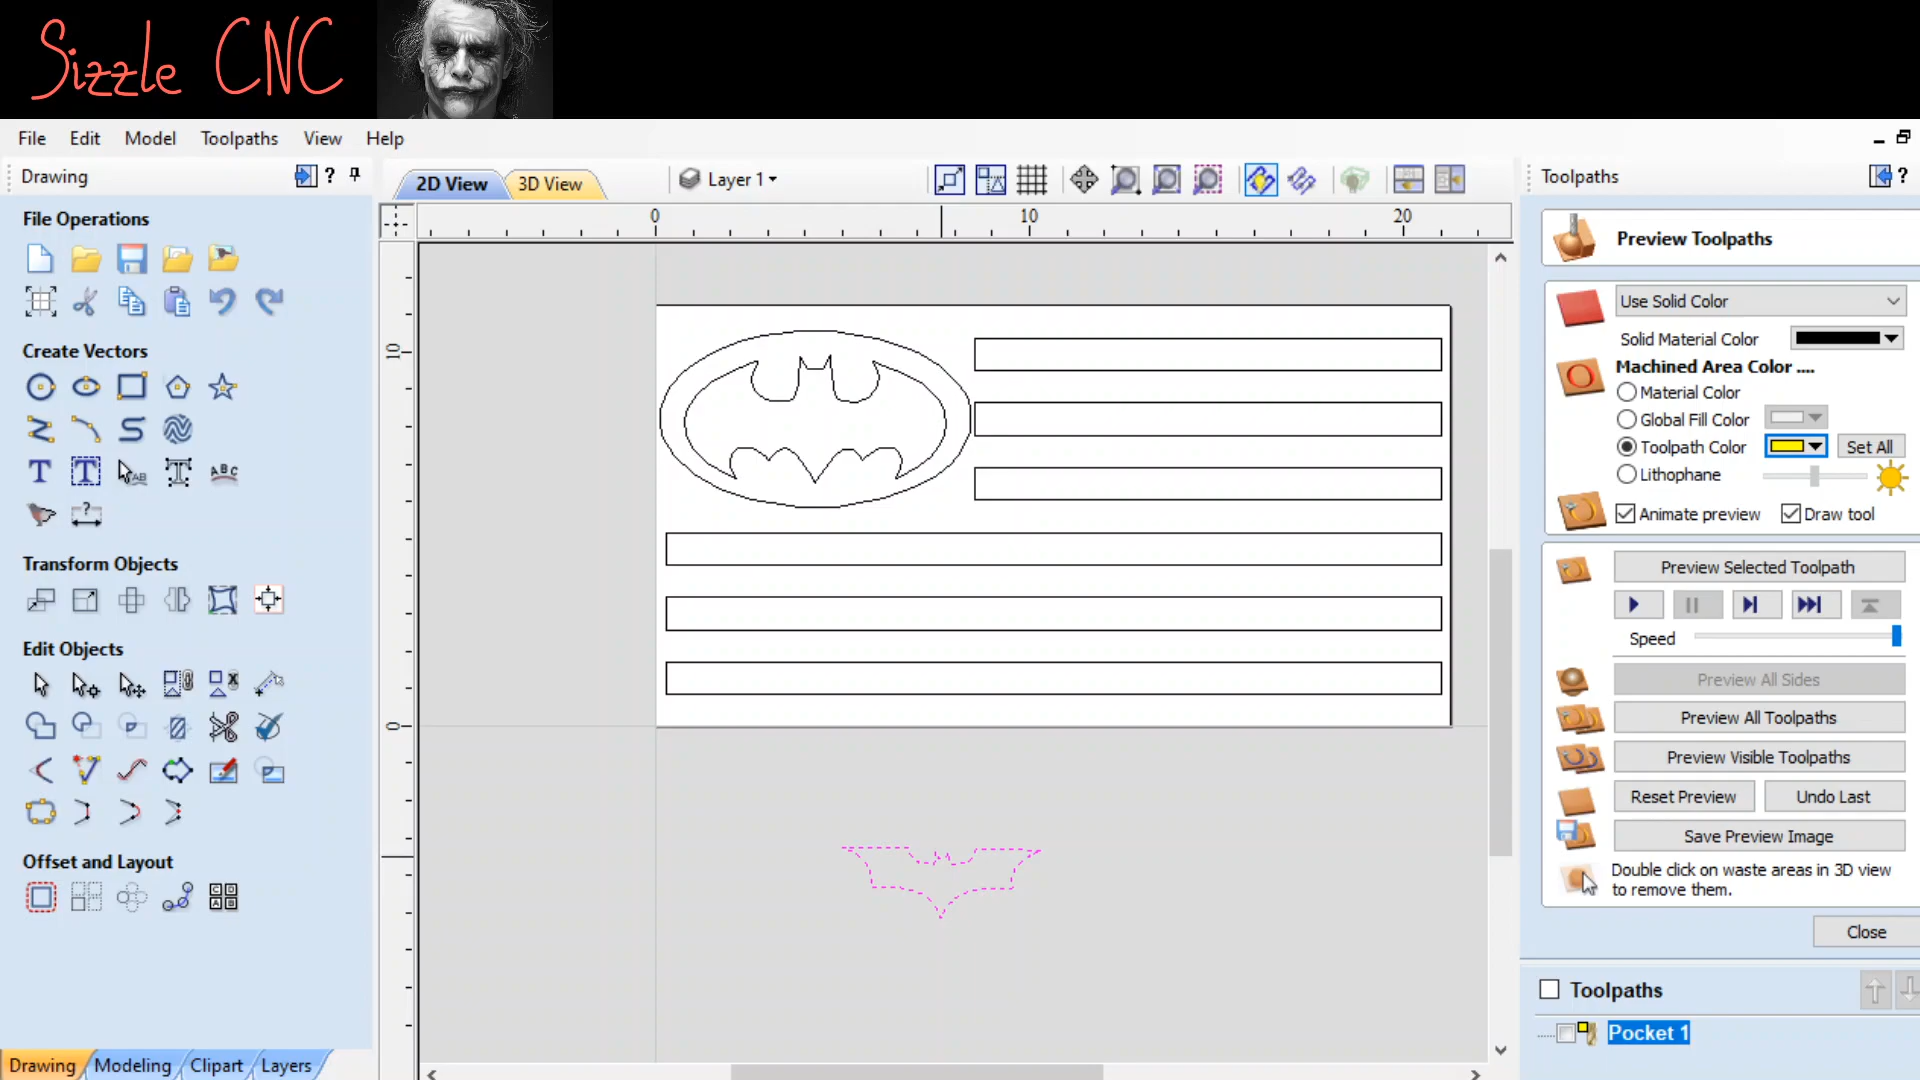 Sizzle CNC
File Edit Model Toolpaths View Help
Drawing ?
File Operations
Create Vectors
T T AB T ABC
?
Transform Objects
Edit Objects
Offset and Layout
Drawing Modeling Clipart Layers
2D View 3D View Layer 1
0 10 20
10
0
Toolpaths ?
Preview Toolpaths
Use Solid Color
Solid Material Color
Machined Area Color ....
Material Color
Global Fill Color
Toolpath Color Set All
Lithophane
Animate preview Draw tool
Preview Selected Toolpath
Speed
Preview All Sides
Preview All Toolpaths
Preview Visible Toolpaths
Reset Preview Undo Last
Save Preview Image
Double click on waste areas in 3D view
to remove them.
Close
Toolpaths
Pocket 1